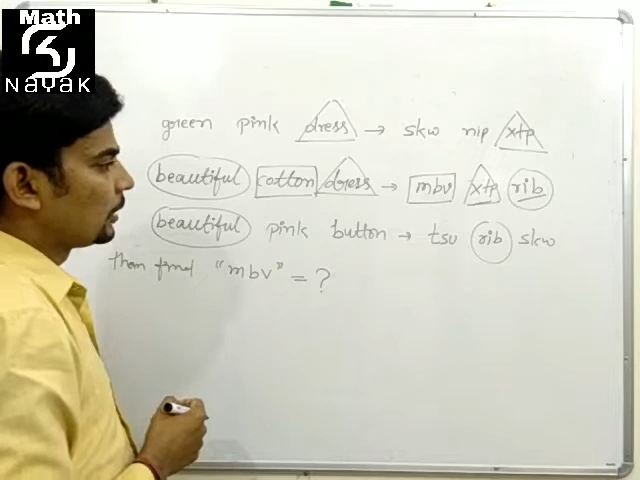 Math
NAYAK
green pink dress → skw nip xtp
beautiful cotton dress → mbv xtp rib
beautiful pink button → tsv rib skw
then find "mbv" = ?